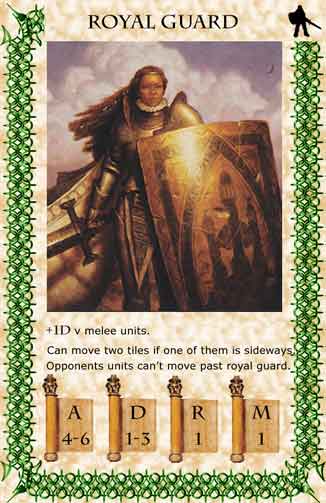 ROYAL GUARD
+1D v melee units.
Can move two tiles if one of them is sideways
Opponents units can't move past royal guard.
A D R M
4-6 1-3 1 1